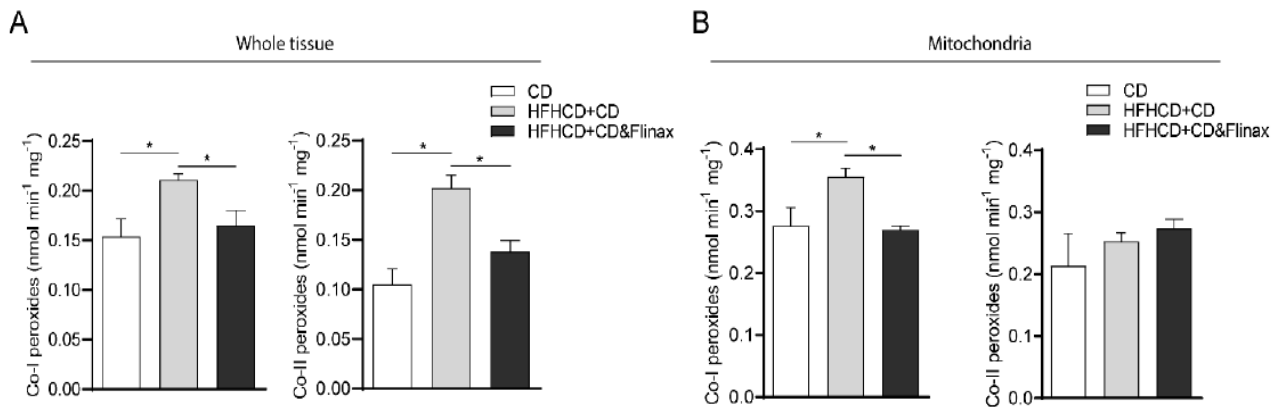 A
Whole tissue
CD
HFHCD+CD
HFHCD+CD&Flinax
Co-I peroxides (nmol min⁻¹ mg⁻¹)
0.25
0.20
0.15
0.10
0.05
0.00
*
*
Co-II peroxides (nmol min⁻¹ mg⁻¹)
0.25
0.20
0.15
0.10
0.05
0.00
*
*
B
Mitochondria
CD
HFHCD+CD
HFHCD+CD&Flinax
Co-I peroxides (nmol min⁻¹ mg⁻¹)
0.4
0.3
0.2
0.1
0.0
*
*
Co-II peroxides (nmol min⁻¹ mg⁻¹)
0.4
0.3
0.2
0.1
0.0